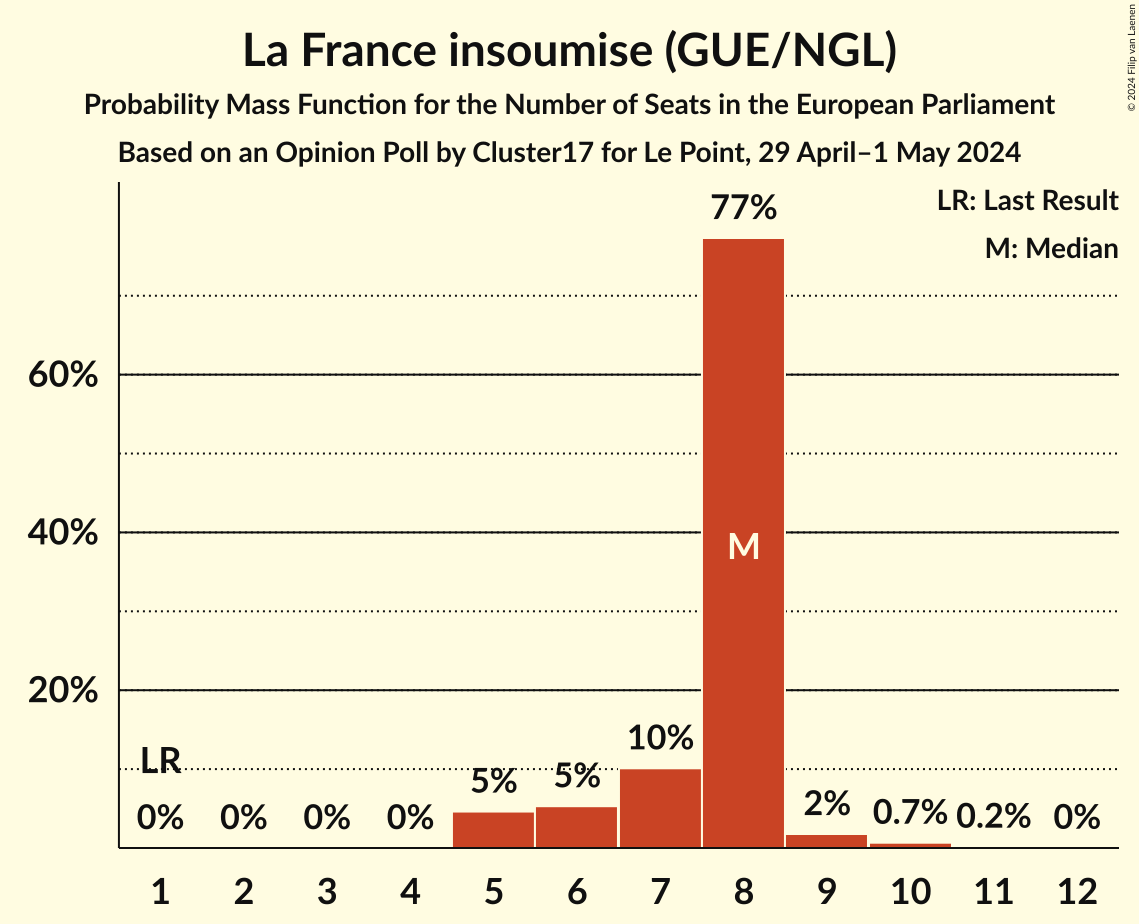 La France insoumise (GUE/NGL)
Probability Mass Function for the Number of Seats in the European Parliament
Based on an Opinion Poll by Cluster17 for Le Point, 29 April–1 May 2024
© 2024 Filip van Laenen
LR: Last Result
M: Median
77%
60%
40%
M
20%
10%
LR
5%
5%
2%
0.7%
0.2%
0%
0%
0%
0%
0%
1 2 3 4 5 6 7 8 9 10 11 12